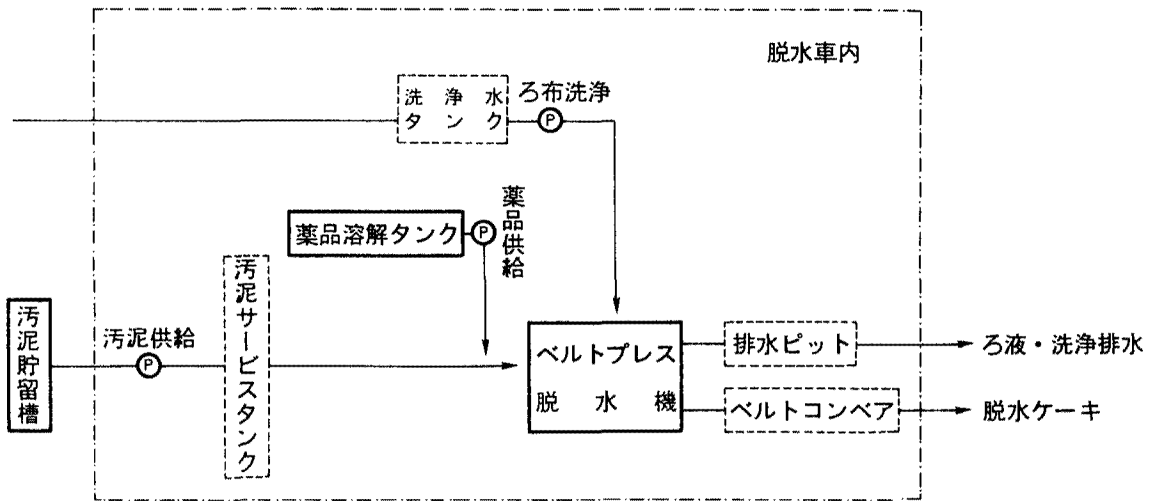 脱水車内
洗浄水
タンク
ろ布洗浄
P
薬品溶解タンク
P
薬品供給
汚泥貯留槽
汚泥供給
P
汚泥サービスタンク
ベルトプレス
脱水機
排水ピット
ろ液・洗浄排水
ベルトコンベア
脱水ケーキ